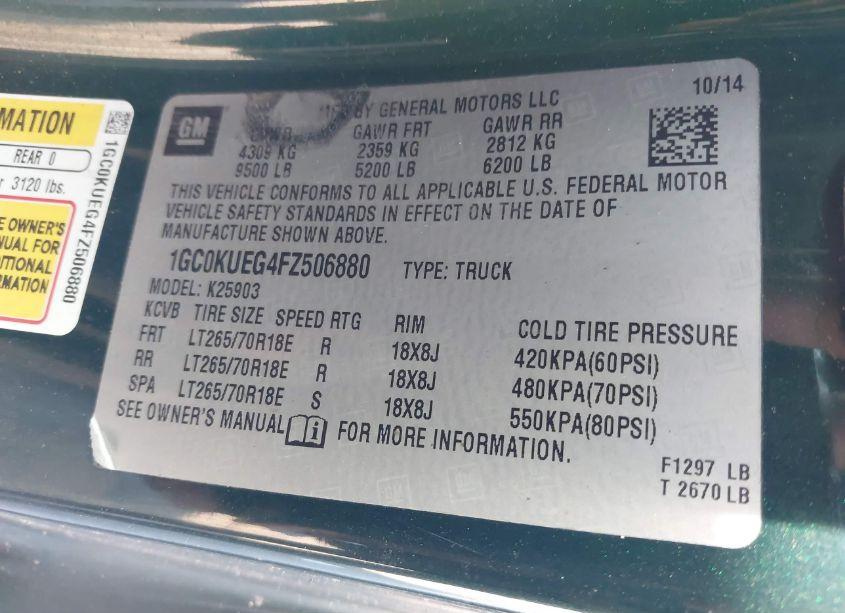 MATION
REAR 0
3120 lbs.
E OWNER'S
NUAL FOR
DITIONAL
RMATION
1GC0KUEG4FZ506880
GM
BY GENERAL MOTORS LLC
10/14
GAWR FRT GAWR RR
4309 KG 2359 KG 2812 KG
9500 LB 5200 LB 6200 LB
THIS VEHICLE CONFORMS TO ALL APPLICABLE U.S. FEDERAL MOTOR
VEHICLE SAFETY STANDARDS IN EFFECT ON THE DATE OF
MANUFACTURE SHOWN ABOVE.
1GC0KUEG4FZ506880 TYPE: TRUCK
MODEL: K25903
KCVB TIRE SIZE SPEED RTG RIM COLD TIRE PRESSURE
FRT LT265/70R18E R 18X8J 420KPA(60PSI)
RR LT265/70R18E R 18X8J 480KPA(70PSI)
SPA LT265/70R18E S 18X8J 550KPA(80PSI)
SEE OWNER'S MANUAL i FOR MORE INFORMATION.
F1297 LB
T 2670 LB